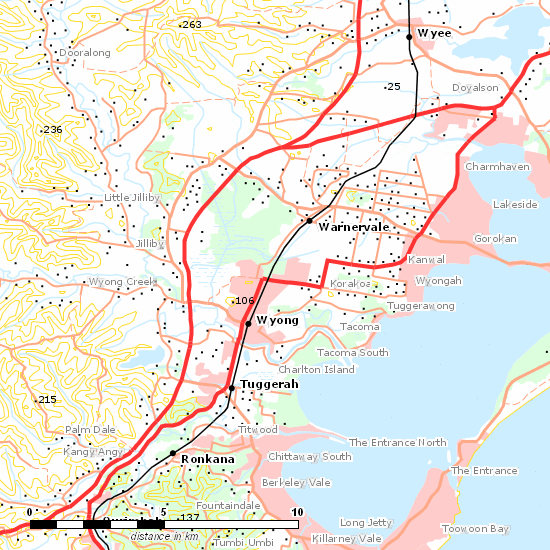 263
Wyee
Dooralong
25
Doyalson
236
Charmhaven
Little Jilliby
Lakeside
Warnervale
Jilliby
Gorokan
Kanwal
Wyong Creek
Korakoa
Wyongah
106
Tuggerawong
Wyong
Tacoma
Tacoma South
Charlton Island
Tuggerah
215
Palm Dale
Titwood
The Entrance North
Kangy Angy
Ronkana
Chittaway South
The Entrance
Berkeley Vale
Fountaindale
0 5 10
137
Long Jetty
Toowoon Bay
distance in km
Killarney Vale
Tumbi Umbi